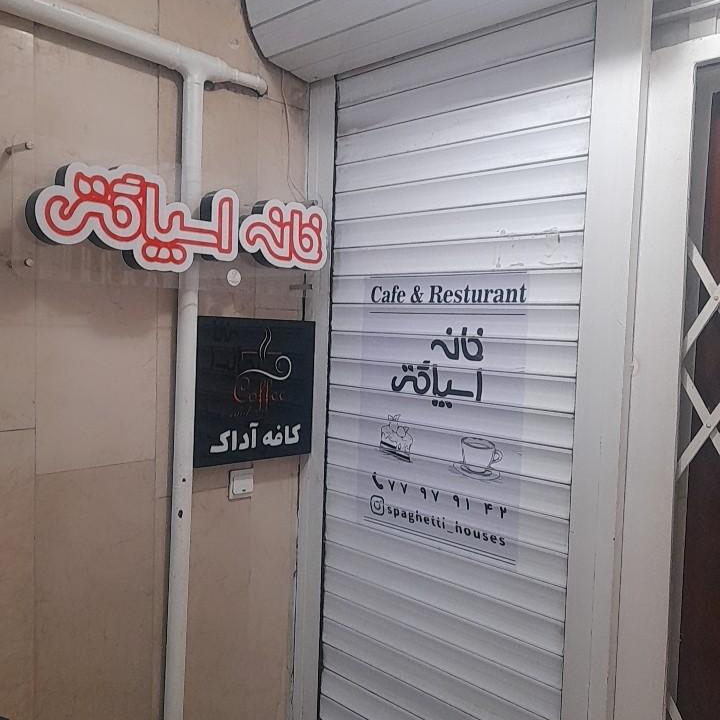 خانه اسپاگتی
Coffee
کافه آداک
Cafe & Resturant
خانه
اسپاگتی
۷۷ ۹۷ ۹۱ ۴۲
spaghetti_houses